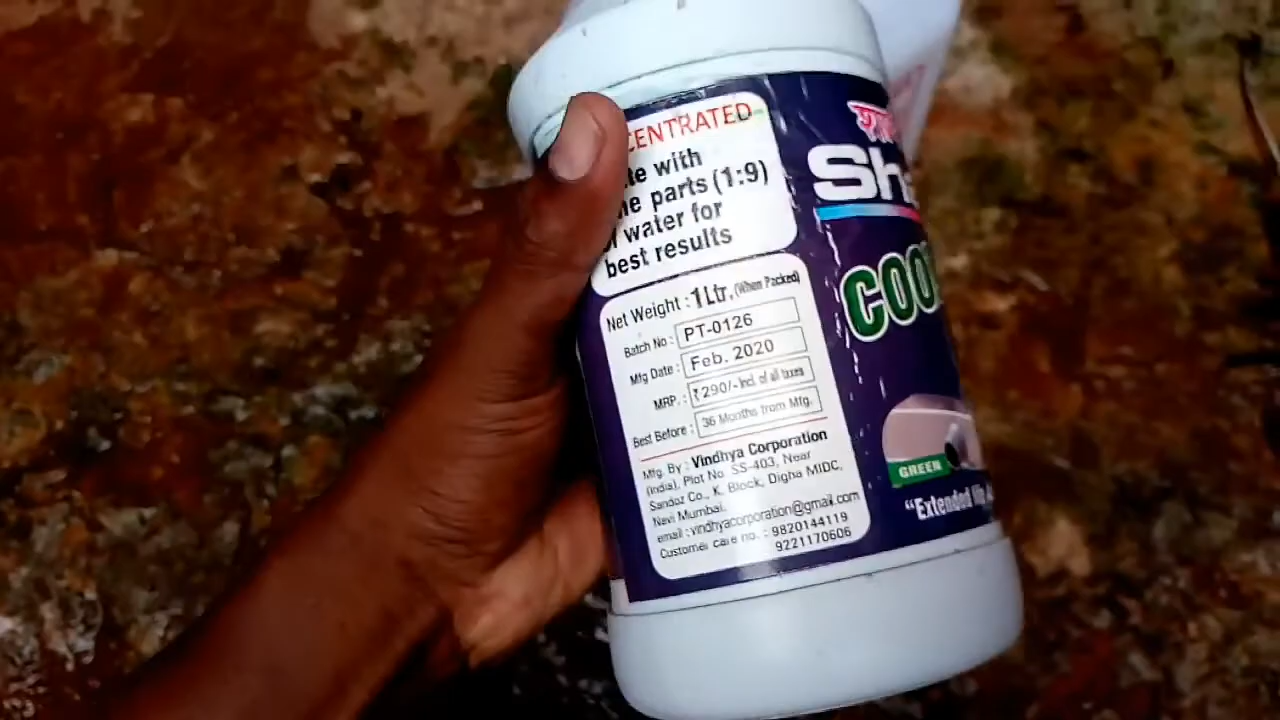 CENTRATED
with
parts (1:9)
water for
best results
Net Weight : 1 Ltr. (When Packed)
Batch No : PT-0126
Mfg Date : Feb. 2020
MRP. : ₹290/- Incl. of all taxes
Best Before : 36 Months from Mfg.
Mfg. By : Vindhya Corporation
(India), Plot No. SS-403, Near
Sandoz Co., K. Block, Digha MIDC,
Navi Mumbai.
email : vindhyacorporation@gmail.com
Customer care no. : 9820144119
9221170606
Sh
COO
GREEN
"Extended life